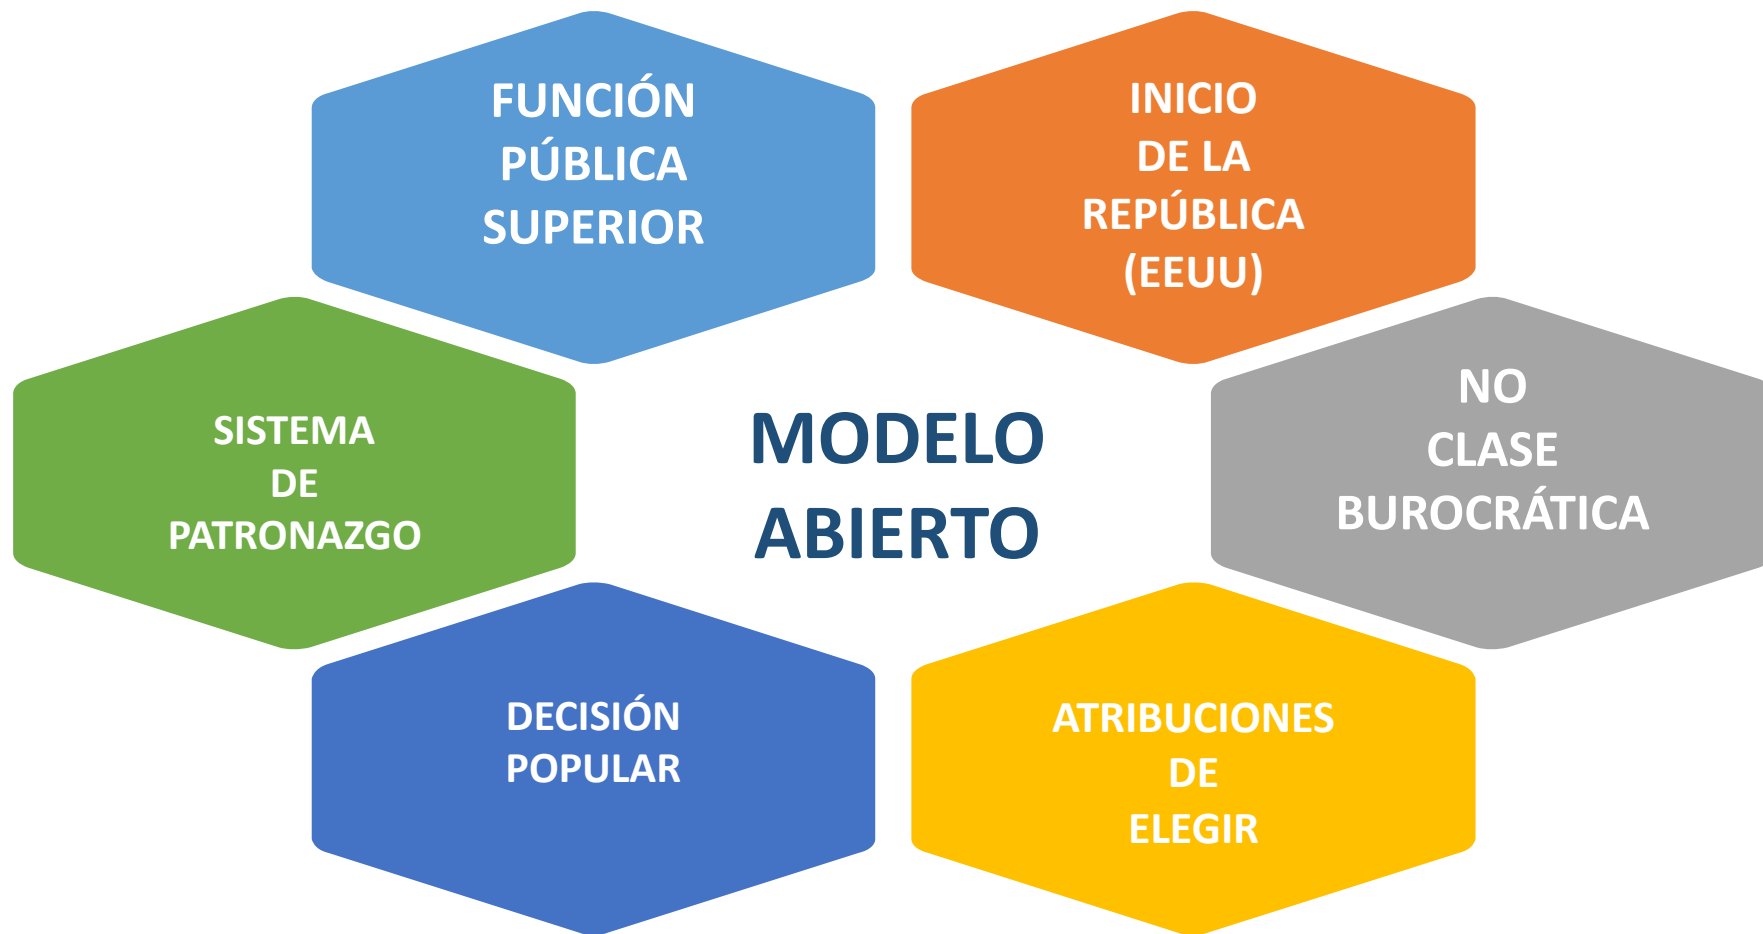 FUNCIÓN
PÚBLICA
SUPERIOR
INICIO
DE LA
REPÚBLICA
(EEUU)
SISTEMA
DE
PATRONAZGO
MODELO
ABIERTO
NO
CLASE
BUROCRÁTICA
DECISIÓN
POPULAR
ATRIBUCIONES
DE
ELEGIR